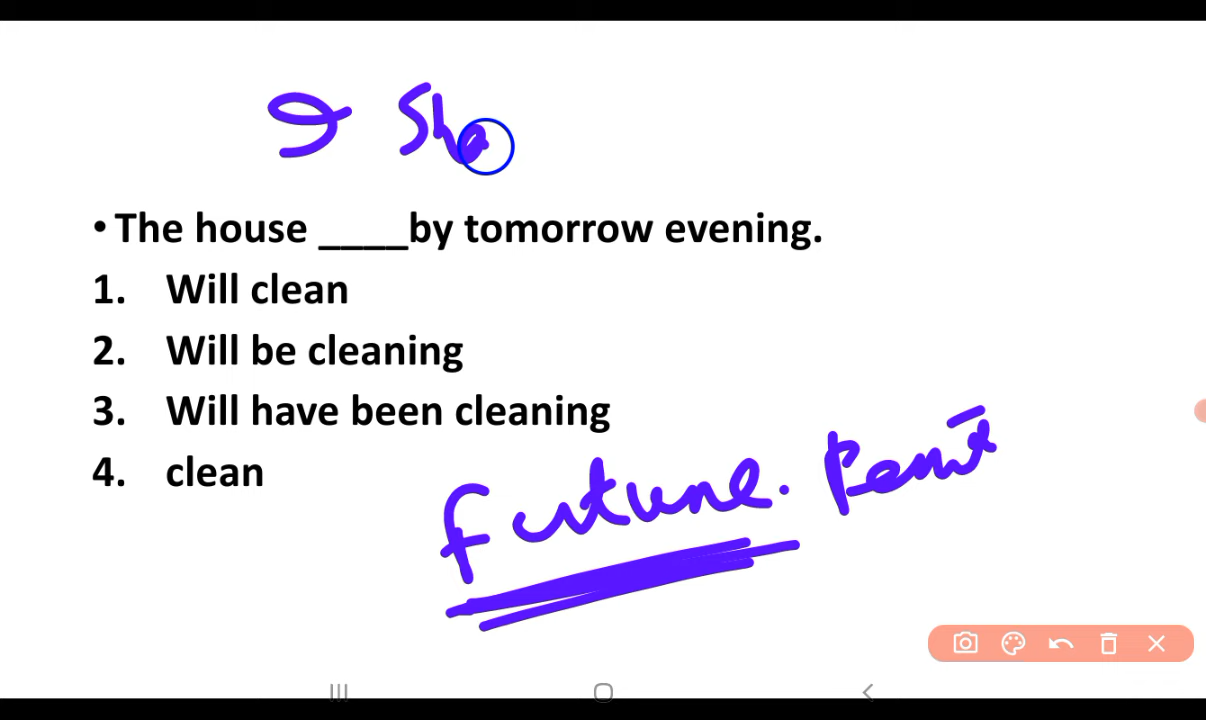 • The house ____by tomorrow evening.
1. Will clean
2. Will be cleaning
3. Will have been cleaning
4. clean